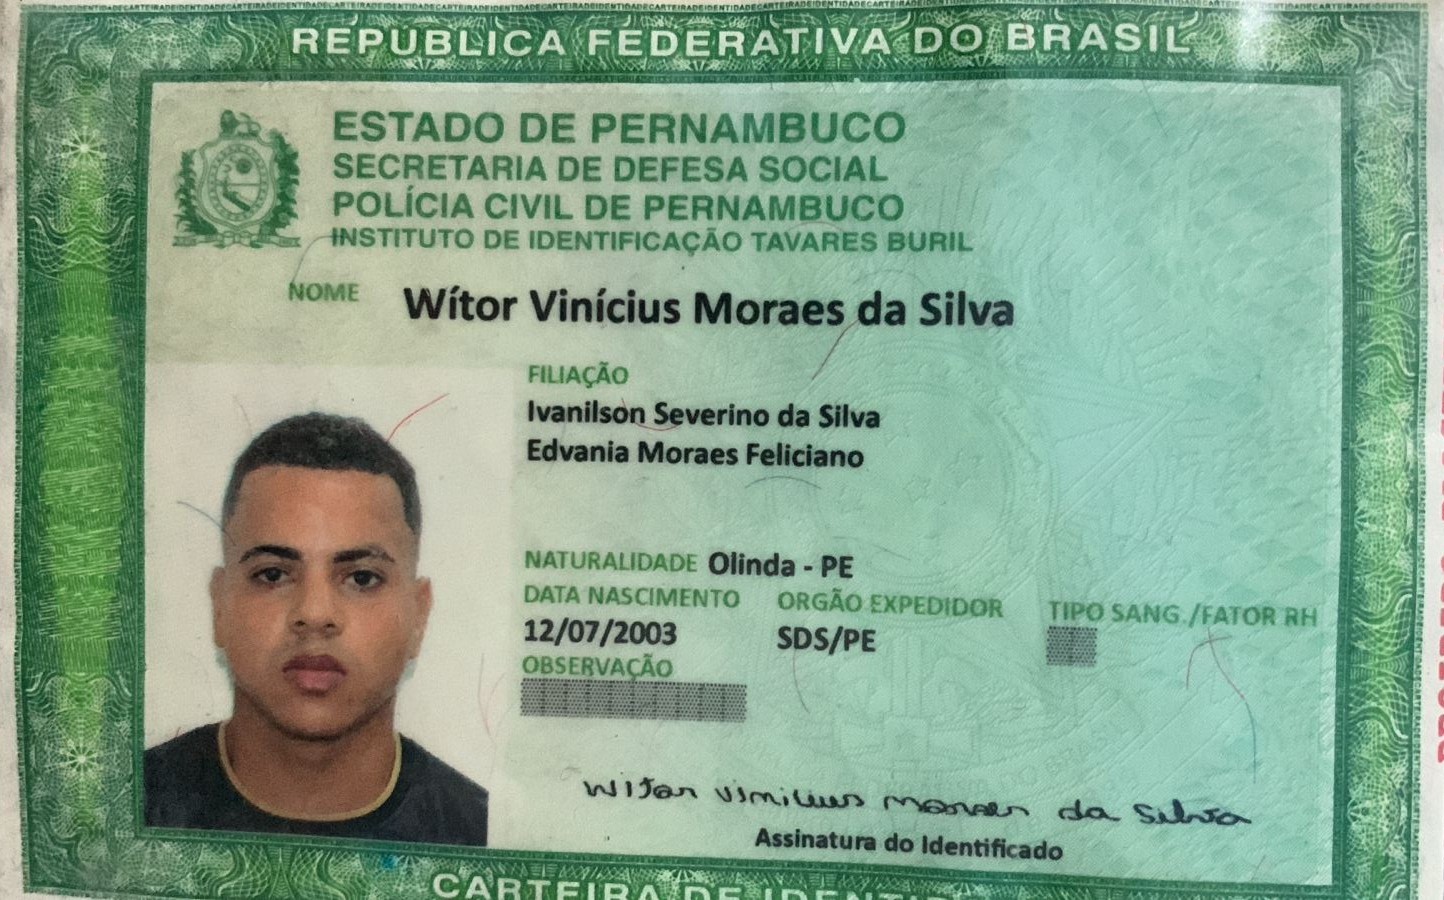 REPÚBLICA FEDERATIVA DO BRASIL
ESTADO DE PERNAMBUCO
SECRETARIA DE DEFESA SOCIAL
POLÍCIA CIVIL DE PERNAMBUCO
INSTITUTO DE IDENTIFICAÇÃO TAVARES BURIL
NOME Wítor Vinícius Moraes da Silva
FILIAÇÃO
Ivanilson Severino da Silva
Edvania Moraes Feliciano
NATURALIDADE Olinda - PE
DATA NASCIMENTO ORGÃO EXPEDIDOR TIPO SANG./FATOR RH
12/07/2003 SDS/PE
OBSERVAÇÃO
Witor Vinicius Moraes da Silva
Assinatura do Identificado
CARTEIRA DE